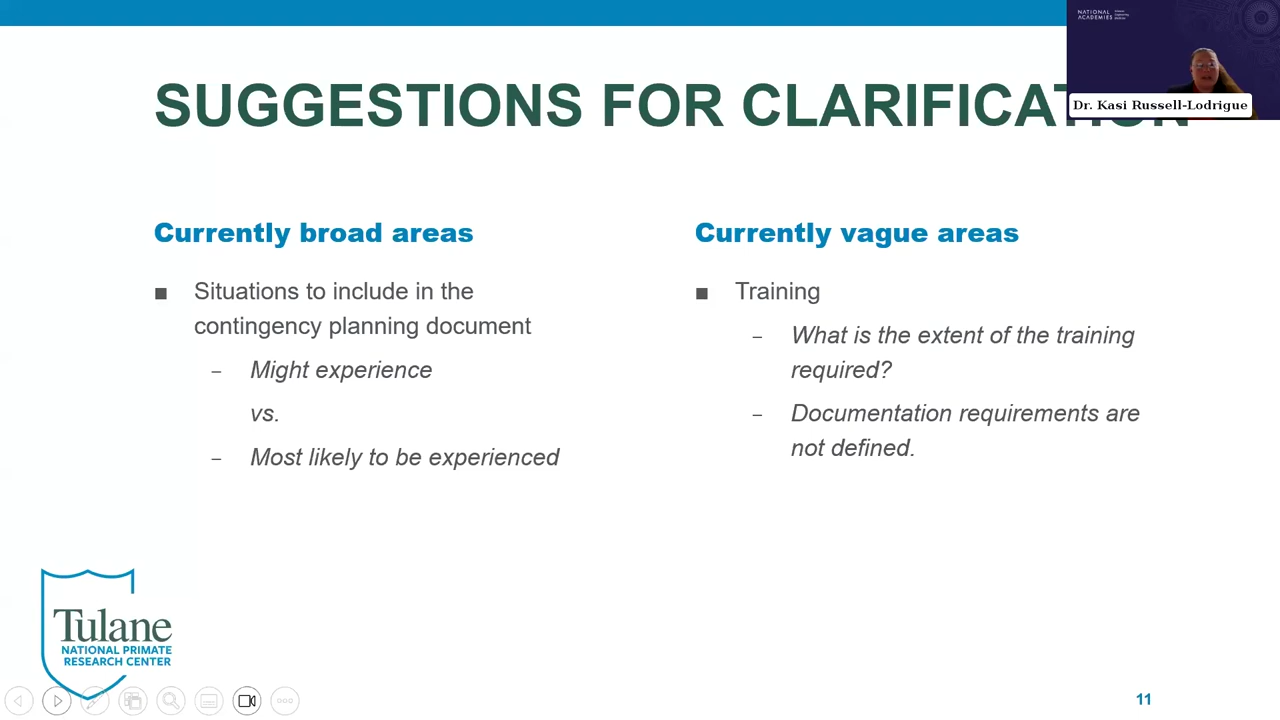 NATIONAL
ACADEMIES
SUGGESTIONS FOR CLARIFICATION
Dr. Kasi Russell-Lodrigue
Currently broad areas
■ Situations to include in the
contingency planning document
– Might experience
vs.
– Most likely to be experienced
Currently vague areas
■ Training
– What is the extent of the training
required?
– Documentation requirements are
not defined.
Tulane
NATIONAL PRIMATE
RESEARCH CENTER
11